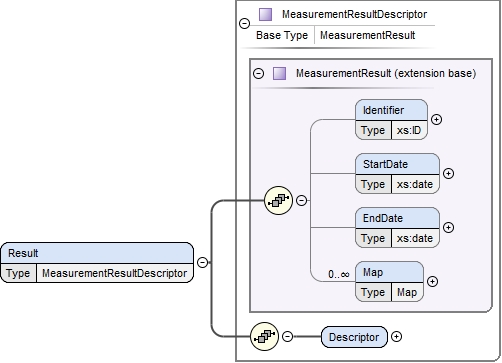 MeasurementResultDescriptor
Base Type MeasurementResult
MeasurementResult (extension base)
Identifier
Type xs:ID
StartDate
Type xs:date
EndDate
Type xs:date
Result
Type MeasurementResultDescriptor
0..∞
Map
Type Map
Descriptor